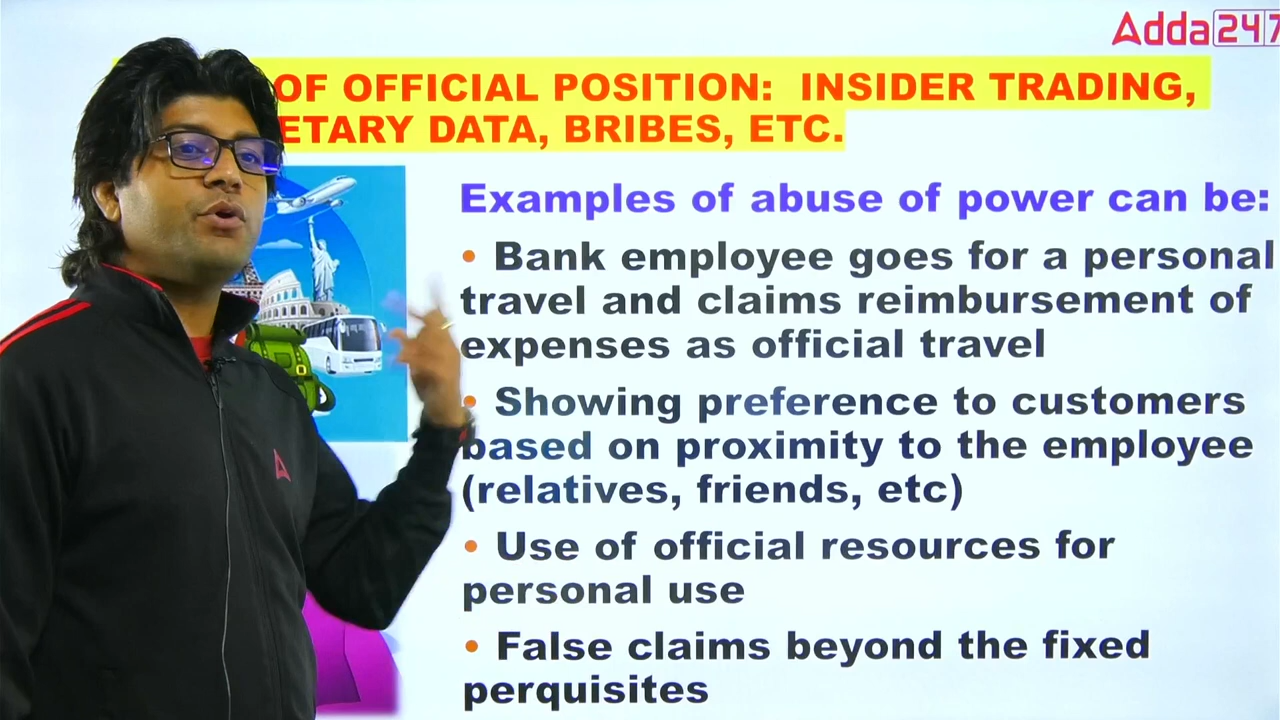 Adda247
OF OFFICIAL POSITION: INSIDER TRADING,
ETARY DATA, BRIBES, ETC.
Examples of abuse of power can be:
• Bank employee goes for a personal
travel and claims reimbursement of
expenses as official travel
• Showing preference to customers
based on proximity to the employee
(relatives, friends, etc)
• Use of official resources for
personal use
• False claims beyond the fixed
perquisites